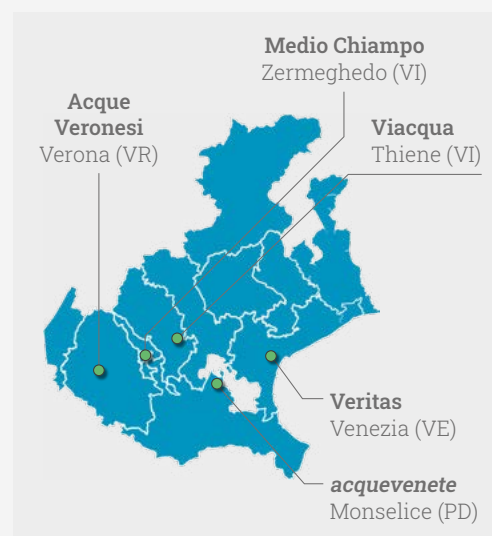 Medio Chiampo
Zermeghedo (VI)
Acque
Veronesi
Verona (VR)
Viacqua
Thiene (VI)
Veritas
Venezia (VE)
acquevenete
Monselice (PD)